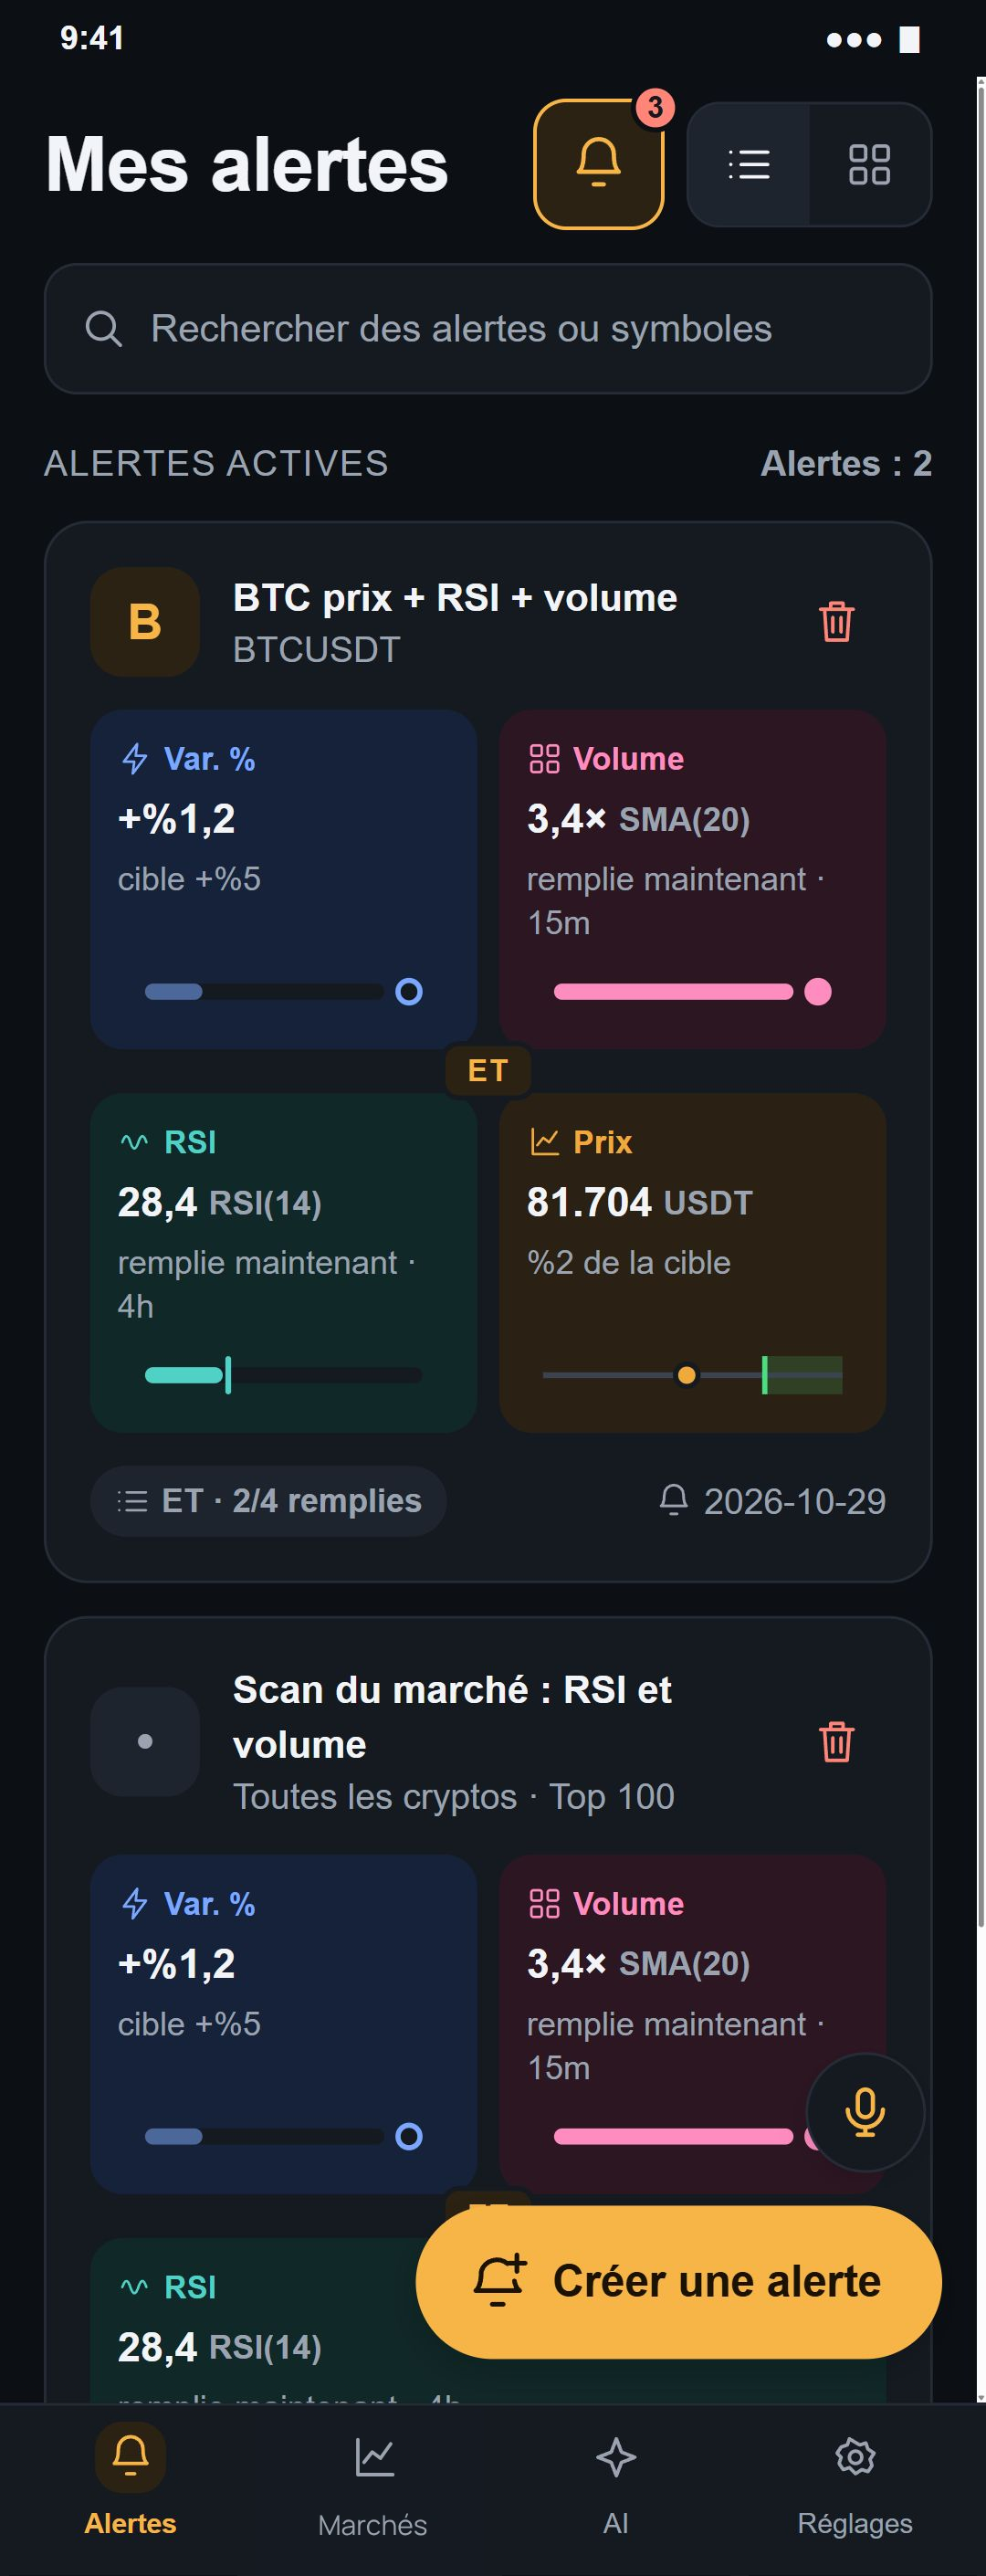 9:41
Mes alertes
3
Rechercher des alertes ou symboles
ALERTES ACTIVES
Alertes : 2
B
BTC prix + RSI + volume
BTCUSDT
Var. %
+%1,2
cible +%5
Volume
3,4× SMA(20)
remplie maintenant ·
15m
ET
RSI
28,4 RSI(14)
remplie maintenant ·
4h
Prix
81.704 USDT
%2 de la cible
ET · 2/4 remplies
2026-10-29
Scan du marché : RSI et
volume
Toutes les cryptos · Top 100
Var. %
+%1,2
cible +%5
Volume
3,4× SMA(20)
remplie maintenant ·
15m
RSI
28,4 RSI(14)
remplie maintenant · 4h
Créer une alerte
Alertes
Marchés
AI
Réglages